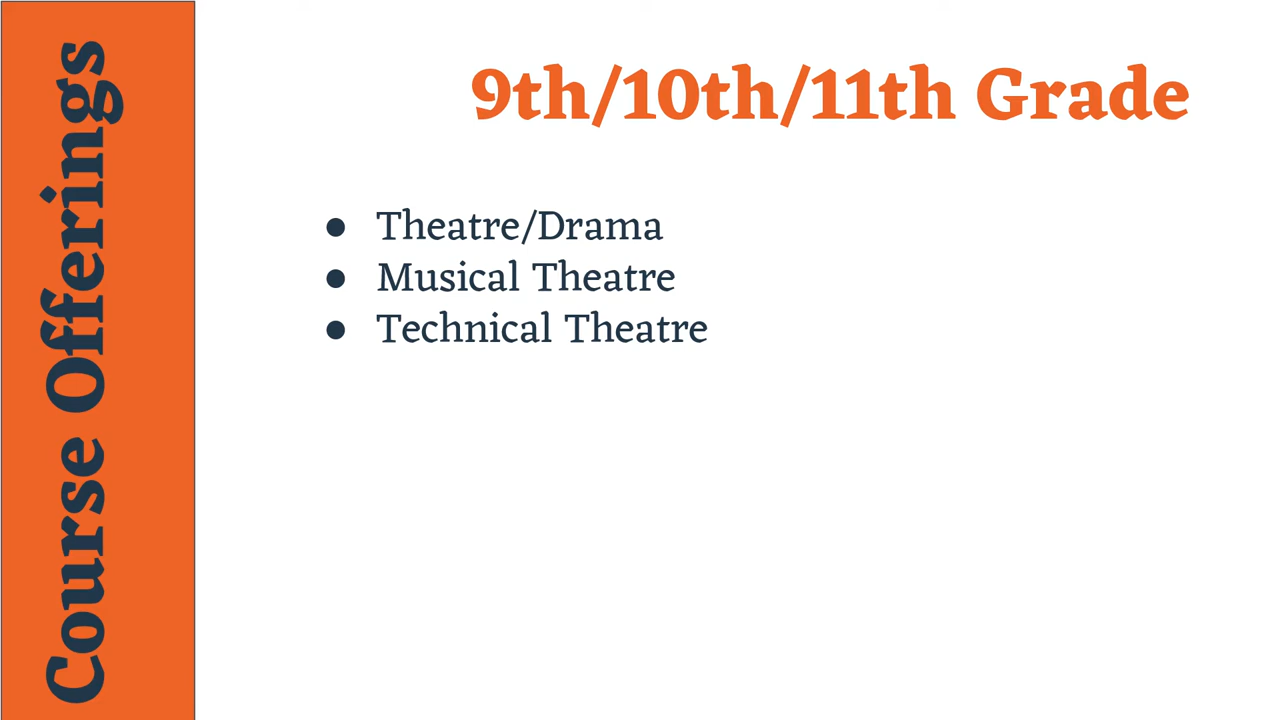 Course Offerings
9th/10th/11th Grade
● Theatre/Drama
● Musical Theatre
● Technical Theatre